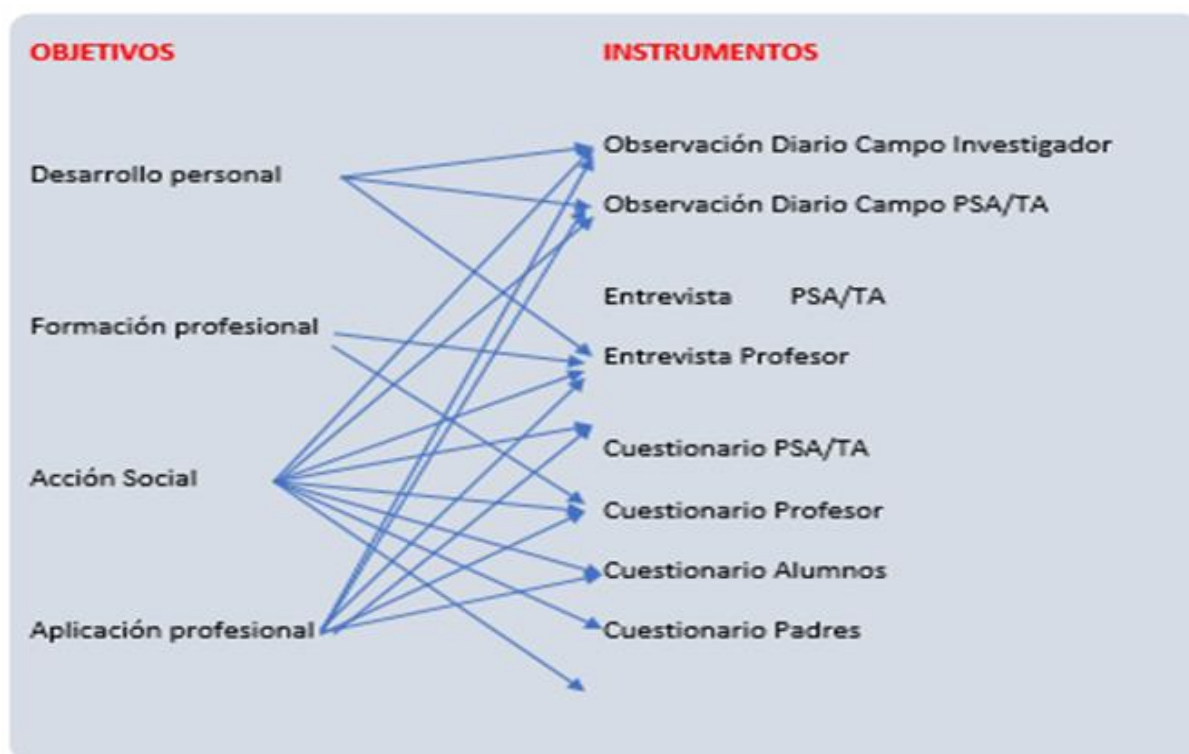 OBJETIVOS
INSTRUMENTOS
Desarrollo personal
Formación profesional
Acción Social
Aplicación profesional
Observación Diario Campo Investigador
Observación Diario Campo PSA/TA
Entrevista PSA/TA
Entrevista Profesor
Cuestionario PSA/TA
Cuestionario Profesor
Cuestionario Alumnos
Cuestionario Padres